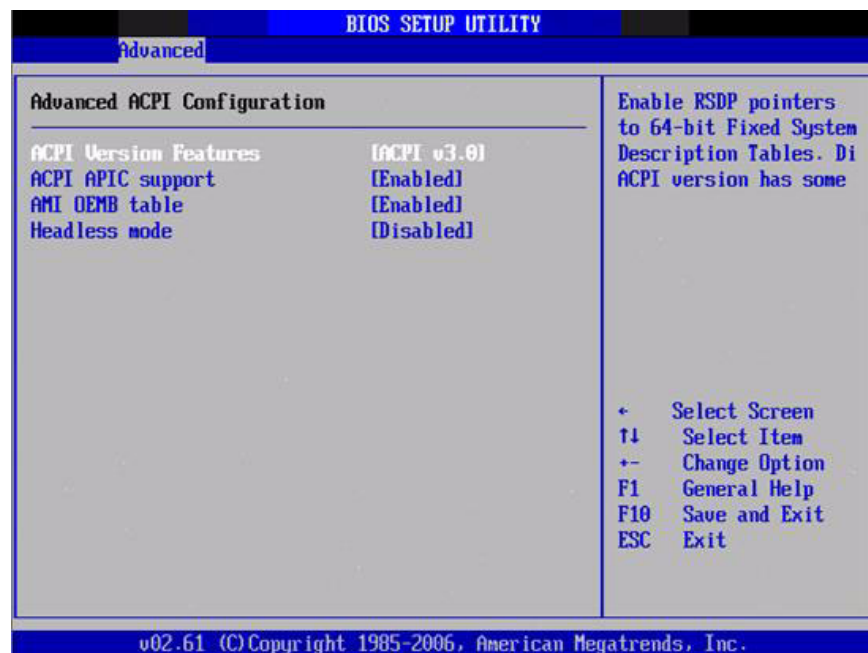 BIOS SETUP UTILITY
Advanced
Advanced ACPI Configuration
ACPI Version Features [ACPI v3.0]
ACPI APIC support [Enabled]
AMI OEMB table [Enabled]
Headless mode [Disabled]
Enable RSDP pointers
to 64-bit Fixed System
Description Tables. Di
ACPI version has some
← Select Screen
↑↓ Select Item
+- Change Option
F1 General Help
F10 Save and Exit
ESC Exit
v02.61 (C)Copyright 1985-2006, American Megatrends, Inc.